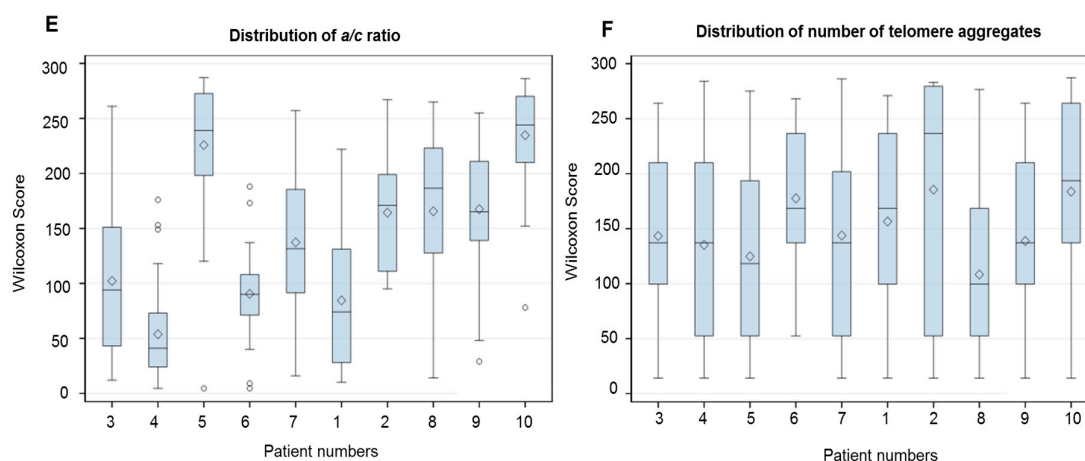 E
Distribution of a/c ratio
300
250
200
150
100
50
0
Wilcoxon Score
3 4 5 6 7 1 2 8 9 10
Patient numbers
F
Distribution of number of telomere aggregates
300
250
200
150
100
50
0
Wilcoxon Score
3 4 5 6 7 1 2 8 9 10
Patient numbers